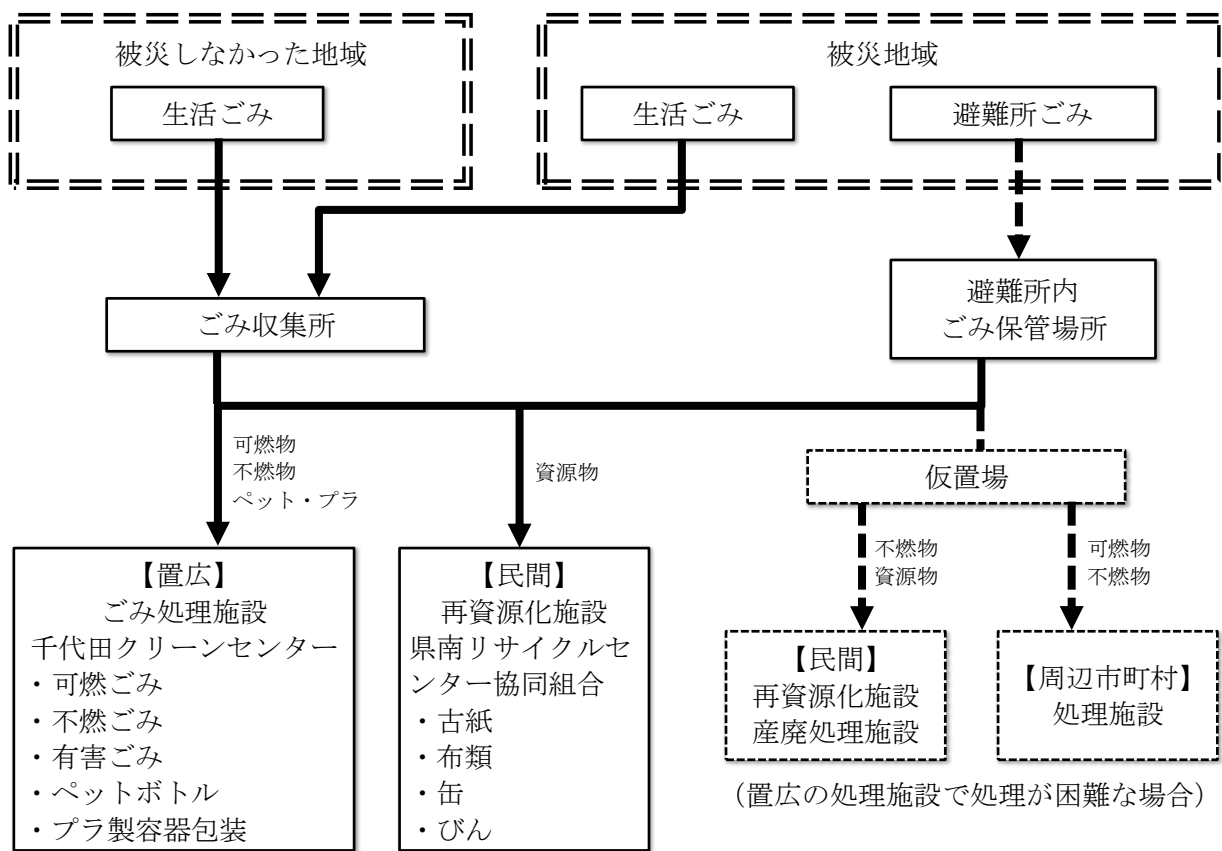 被災しなかった地域
生活ごみ
被災地域
生活ごみ
避難所ごみ
ごみ収集所
避難所内
ごみ保管場所
可燃物
不燃物
ペット・プラ
資源物
仮置場
不燃物
資源物
可燃物
不燃物
【置広】
ごみ処理施設
千代田クリーンセンター
・可燃ごみ
・不燃ごみ
・有害ごみ
・ペットボトル
・プラ製容器包装
【民間】
再資源化施設
県南リサイクルセ
ンター協同組合
・古紙
・布類
・缶
・びん
【民間】
再資源化施設
産廃処理施設
【周辺市町村】
処理施設
（置広の処理施設で処理が困難な場合）